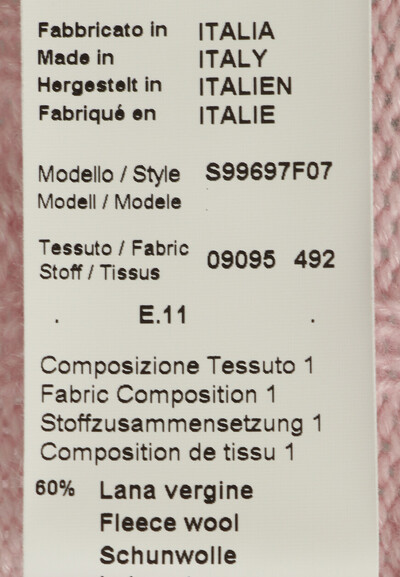 Fabbricato in ITALIA
Made in ITALY
Hergestelt in ITALIEN
Fabriqué en ITALIE
Modello / Style S99697F07
Modell / Modele
Tessuto / Fabric 09095 492
Stoff / Tissus
. E.11 .
Composizione Tessuto 1
Fabric Composition 1
Stoffzusammensetzung 1
Composition de tissu 1
60% Lana vergine
Fleece wool
Schunwolle